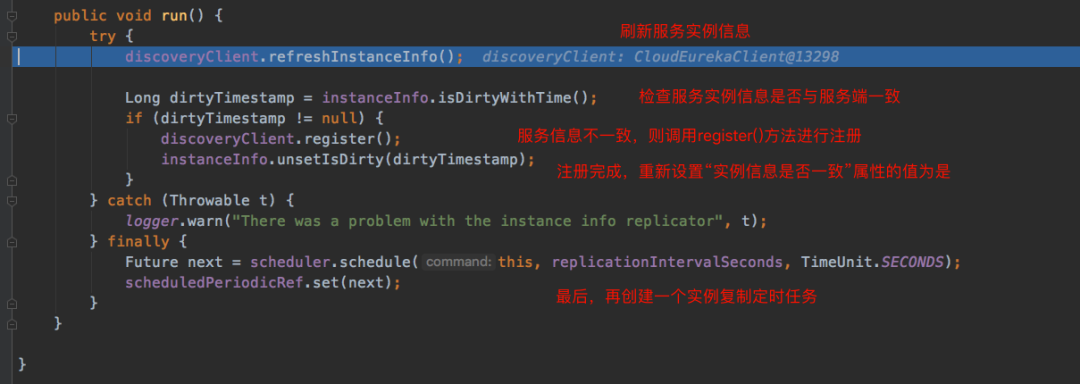 public void run() {
try { 刷新服务实例信息
discoveryClient.refreshInstanceInfo(); discoveryClient: CloudEurekaClient@13298
Long dirtyTimestamp = instanceInfo.isDirtyWithTime(); 检查服务实例信息是否与服务端一致
if (dirtyTimestamp != null) {
discoveryClient.register(); 服务信息不一致，则调用register()方法进行注册
instanceInfo.unsetIsDirty(dirtyTimestamp);
注册完成，重新设置“实例信息是否一致”属性的值为是
}
} catch (Throwable t) {
logger.warn("There was a problem with the instance info replicator", t);
} finally {
Future next = scheduler.schedule( command: this, replicationIntervalSeconds, TimeUnit.SECONDS);
scheduledPeriodicRef.set(next); 最后，再创建一个实例复制定时任务
}
}
}